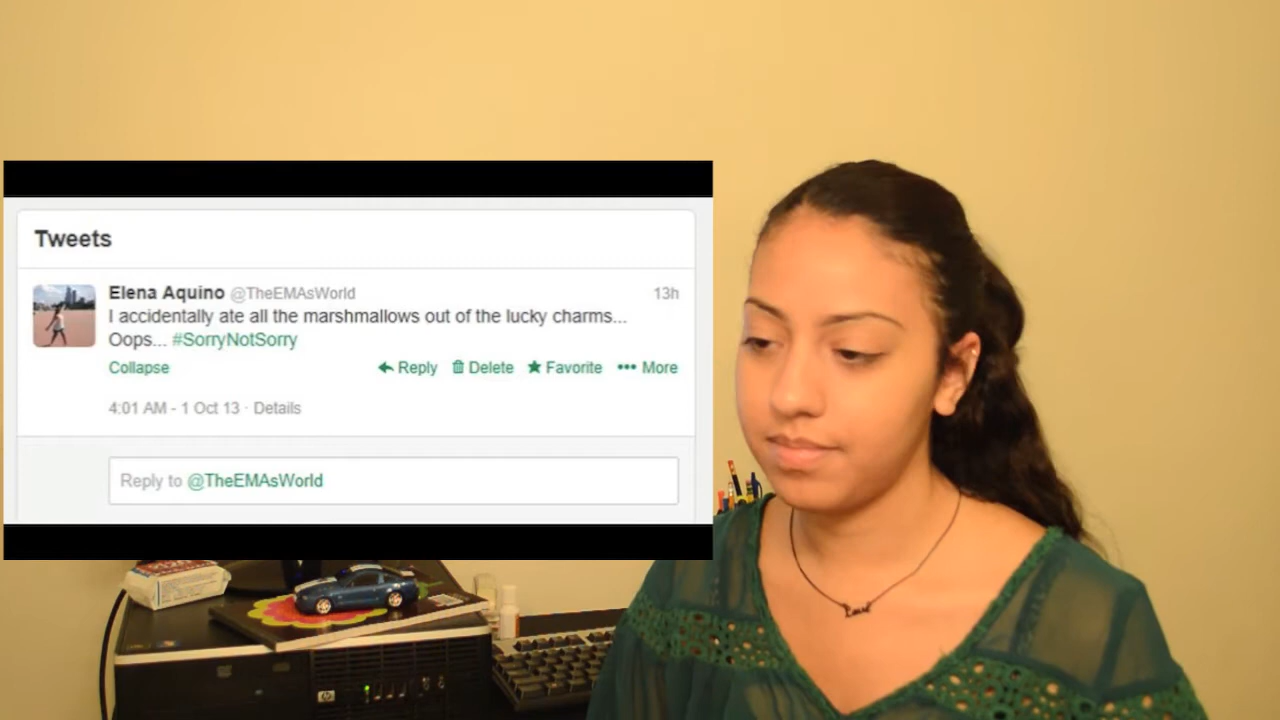 Tweets
Elena Aquino @TheEMAsWorld 13h
I accidentally ate all the marshmallows out of the lucky charms...
Oops... #SorryNotSorry
Collapse Reply Delete Favorite More
4:01 AM - 1 Oct 13 · Details
Reply to @TheEMAsWorld
hp